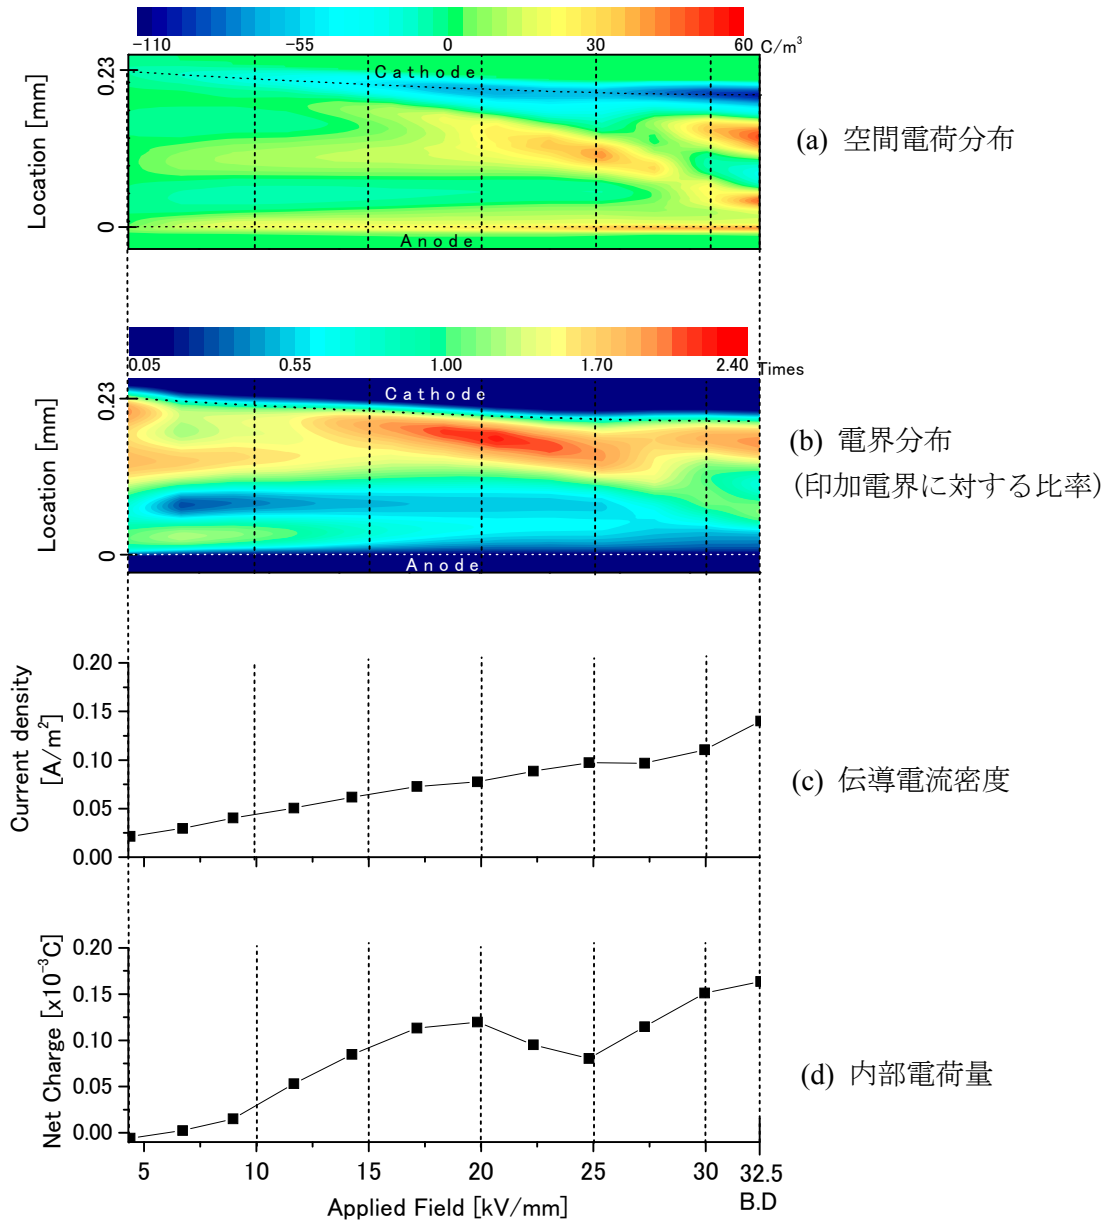 -110 -55 0 30 60 C/m³
Cathode
0.23
0
Location [mm]
Anode
(a) 空間電荷分布
0.05 0.55 1.00 1.70 2.40 Times
Cathode
0.23
0
Location [mm]
Anode
(b) 電界分布
(印加電界に対する比率)
0.20
0.15
0.10
0.05
0.00
Current density
[A/m²]
(c) 伝導電流密度
0.20
0.15
0.10
0.05
0.00
Net Charge [x10⁻³C]
(d) 内部電荷量
5 10 15 20 25 30 32.5
B.D
Applied Field [kV/mm]